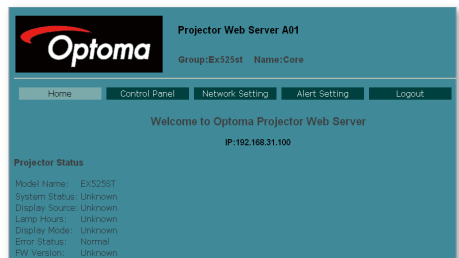 Optoma
Projector Web Server A01
Group:Ex525st Name:Core
Home Control Panel Network Setting Alert Setting Logout
Welcome to Optoma Projector Web Server
IP:192.168.31.100
Projector Status
Model Name: EX525ST
System Status: Unknown
Display Source: Unknown
Lamp Hours: Unknown
Display Mode: Unknown
Error Status: Normal
FW Version: Unknown